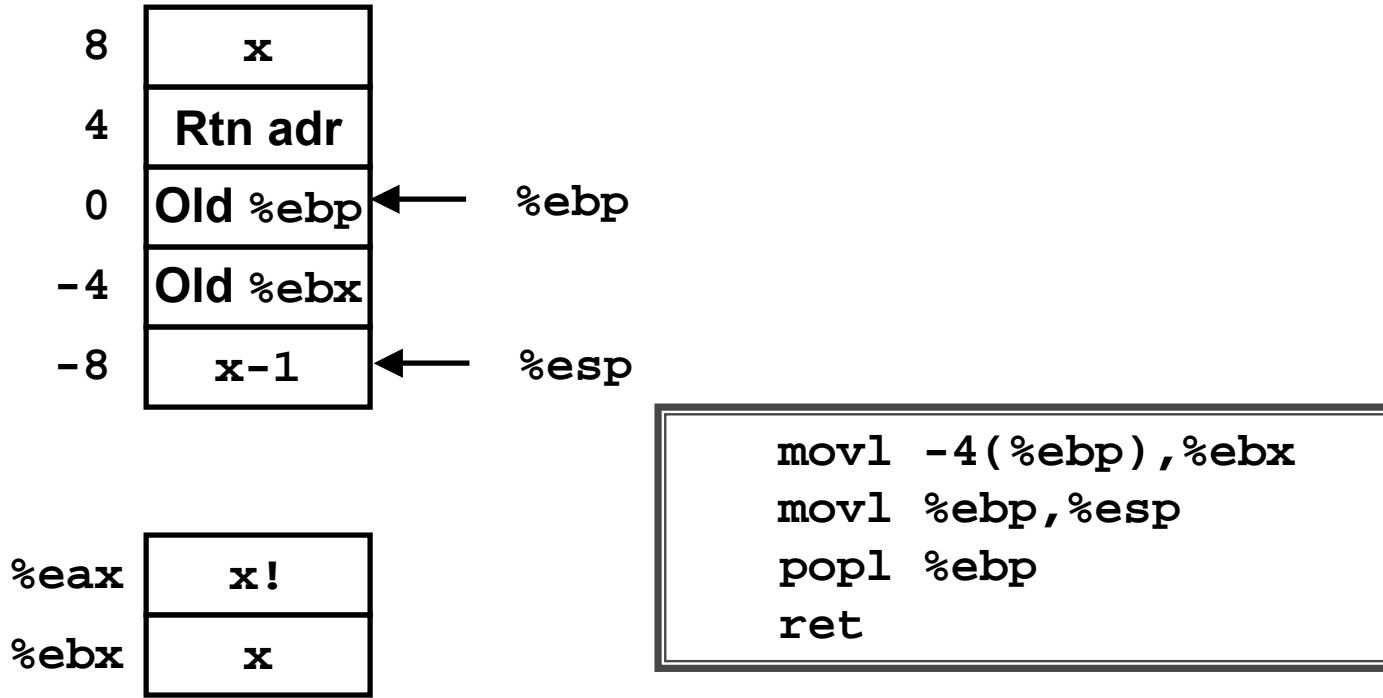 8 x
4 Rtn adr
0 Old %ebp %ebp
-4 Old %ebx
-8 x-1 %esp
movl -4(%ebp),%ebx
movl %ebp,%esp
popl %ebp
ret
%eax x!
%ebx x